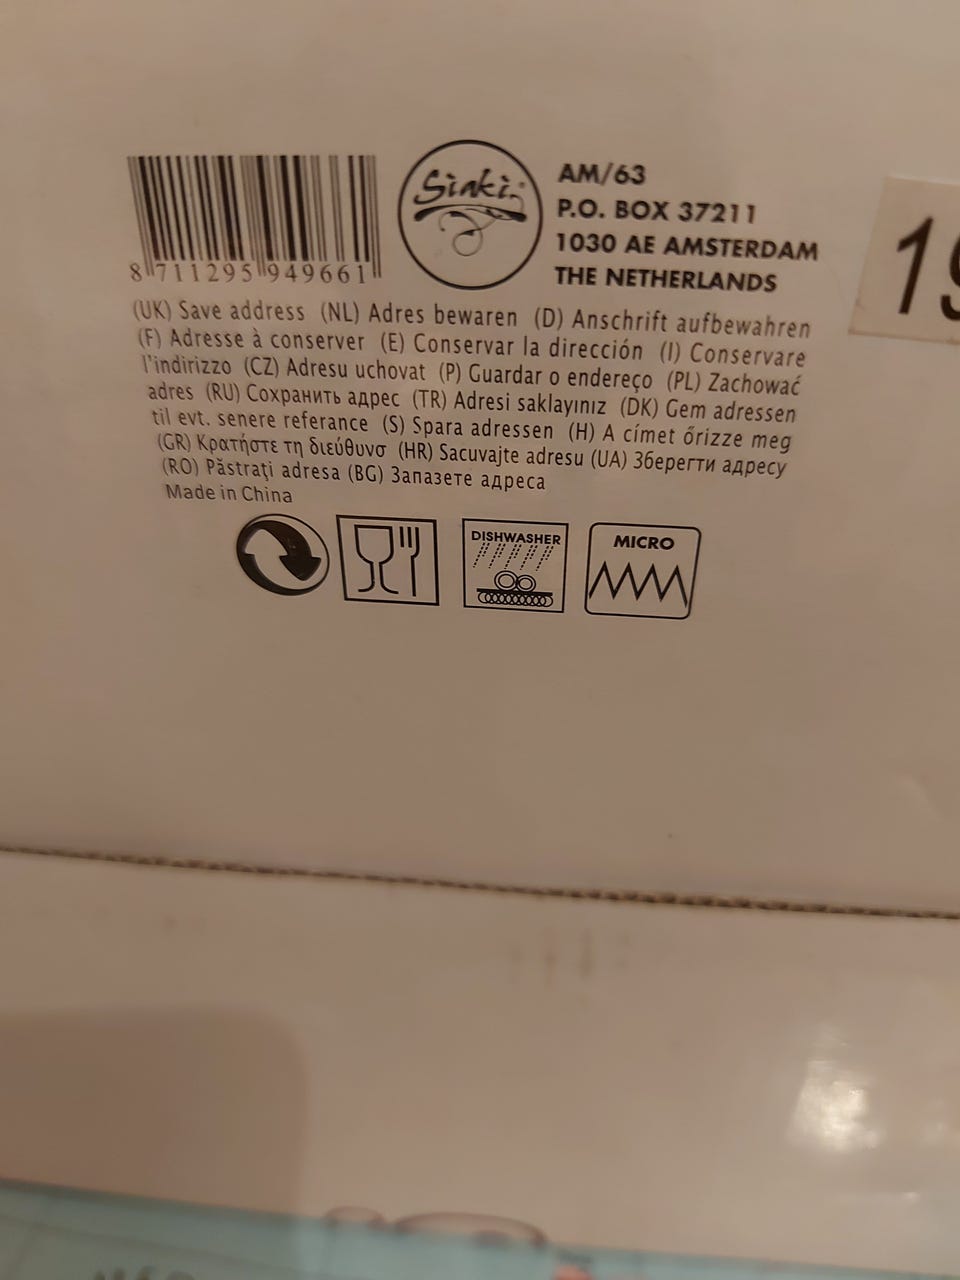 Sinki
AM/63
P.O. BOX 37211
1030 AE AMSTERDAM
THE NETHERLANDS
8 711295 949661
19
(UK) Save address (NL) Adres bewaren (D) Anschrift aufbewahren
(F) Adresse à conserver (E) Conservar la dirección (I) Conservare
l'indirizzo (CZ) Adresu uchovat (P) Guardar o endereço (PL) Zachować
adres (RU) Сохранить адрес (TR) Adresi saklayınız (DK) Gem adressen
til evt. senere referance (S) Spara adressen (H) A címet őrizze meg
(GR) Κρατήστε τη διεύθυνσ (HR) Sacuvajte adresu (UA) Зберегти адресу
(RO) Păstrați adresa (BG) Запазете адреса
Made in China
DISHWASHER
MICRO